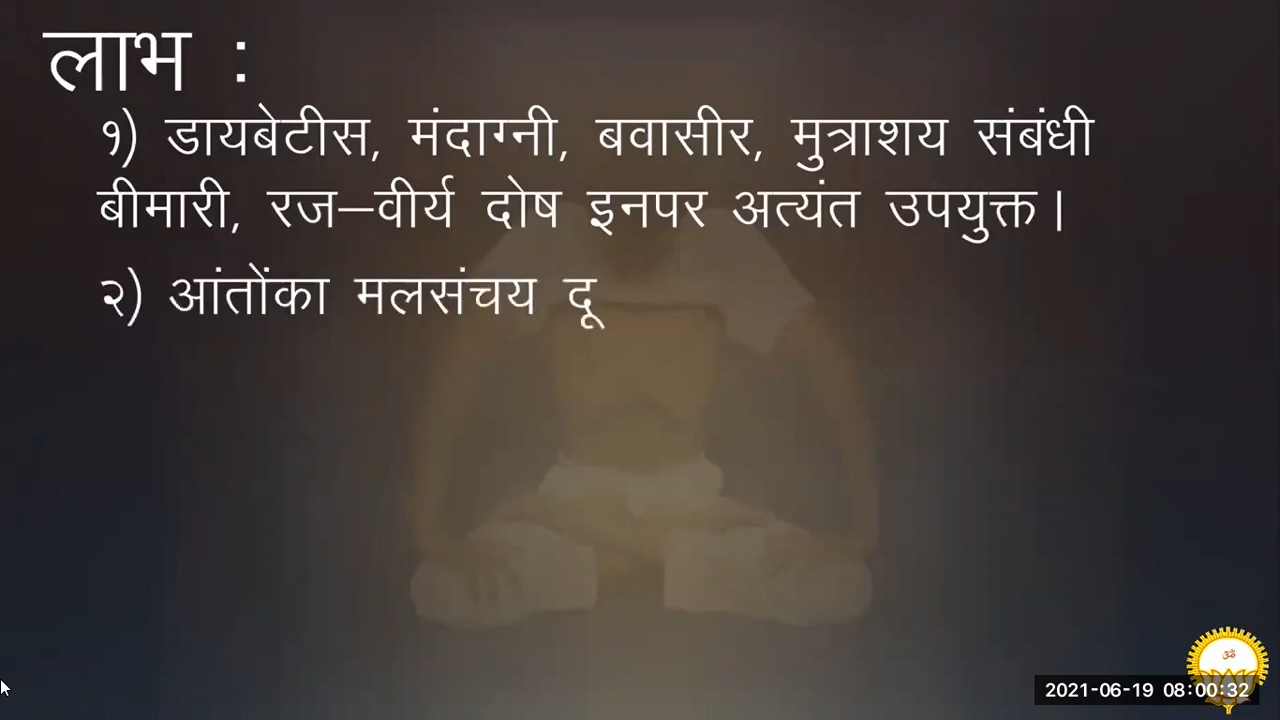 लाभ :
१) डायबेटीस, मंदाग्नी, बवासीर, मुत्राशय संबंधी
बीमारी, रज–वीर्य दोष इनपर अत्यंत उपयुक्त।
२) आंतोंका मलसंचय दू
ॐ
2021-06-19 08:00:32